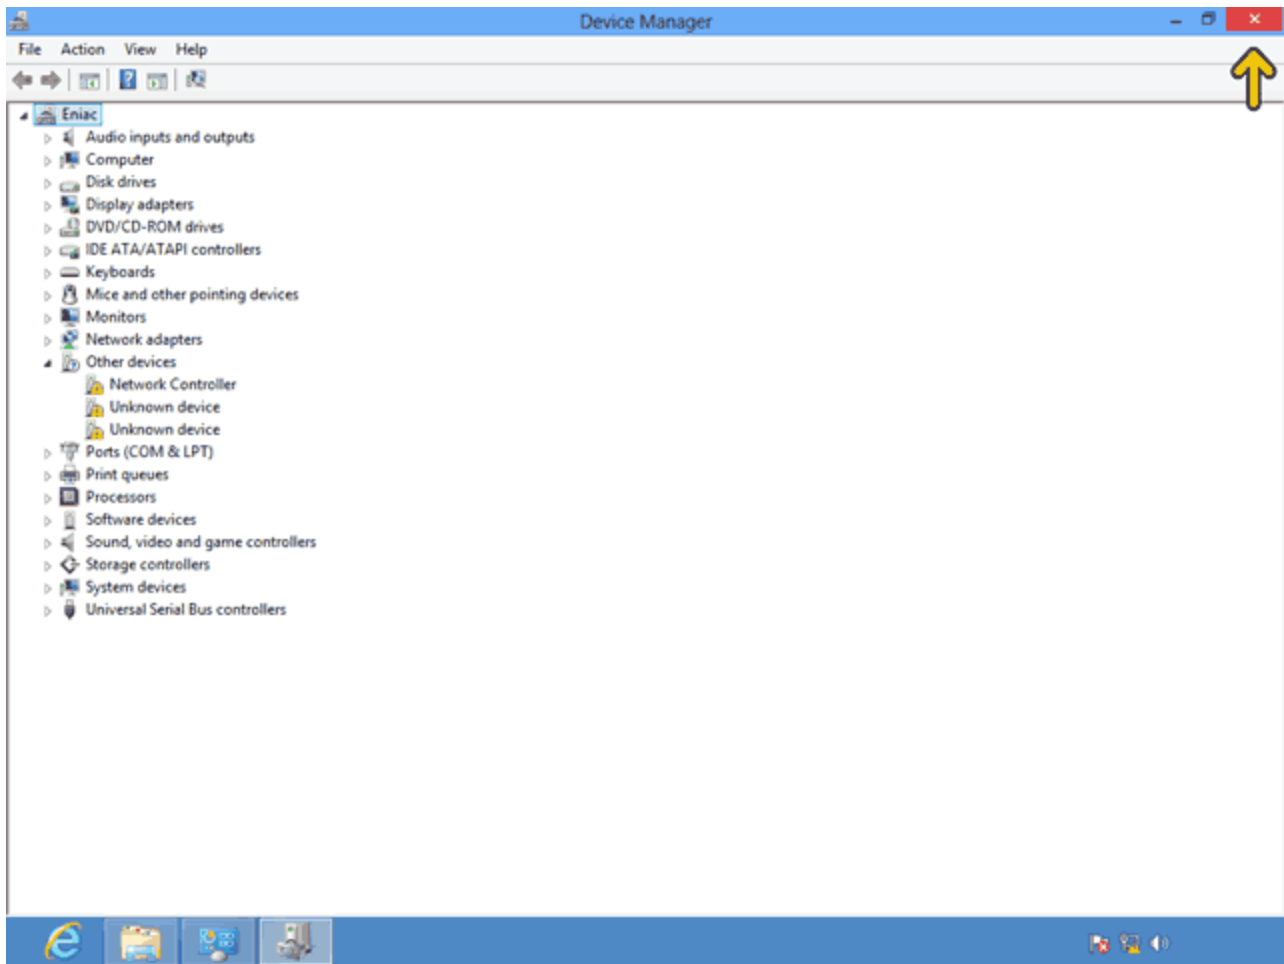 Device Manager
File Action View Help
Eniac
Audio inputs and outputs
Computer
Disk drives
Display adapters
DVD/CD-ROM drives
IDE ATA/ATAPI controllers
Keyboards
Mice and other pointing devices
Monitors
Network adapters
Other devices
Network Controller
Unknown device
Unknown device
Ports (COM & LPT)
Print queues
Processors
Software devices
Sound, video and game controllers
Storage controllers
System devices
Universal Serial Bus controllers